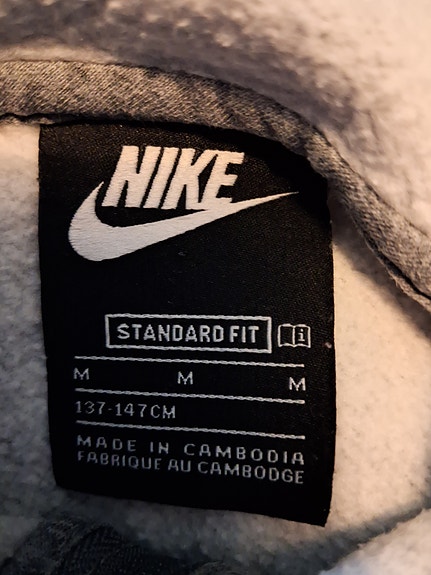 NIKE
STANDARD FIT i
M M M
137-147CM
MADE IN CAMBODIA
FABRIQUE AU CAMBODGE